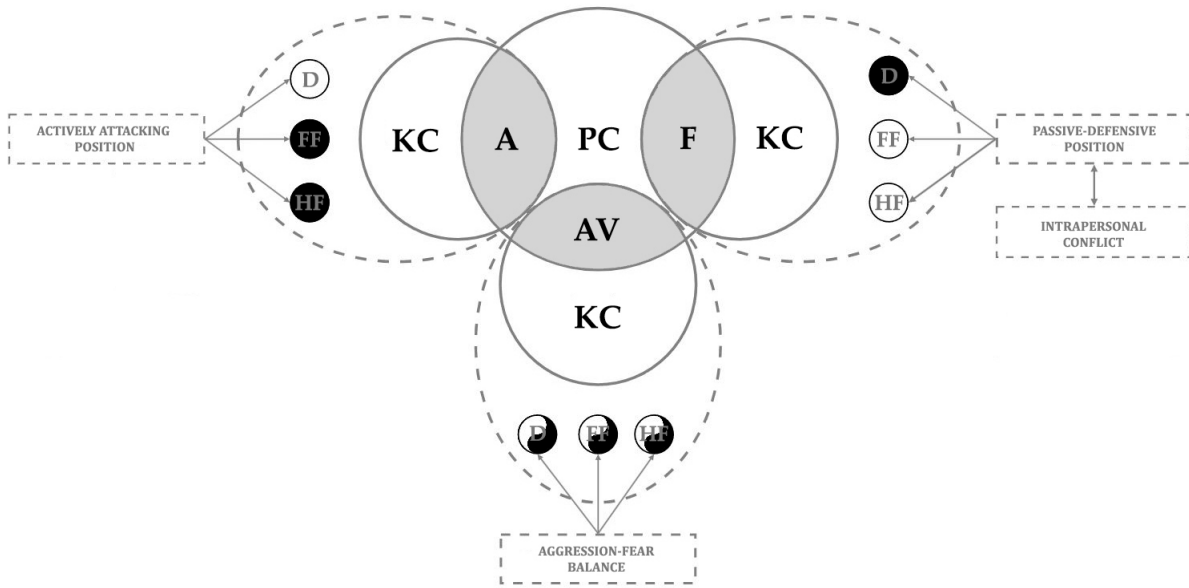 D
FF
HF
ACTIVELY ATTACKING
POSITION
KC
A
PC
F
KC
D
FF
HF
PASSIVE-DEFENSIVE
POSITION
INTRAPERSONAL
CONFLICT
AV
KC
D
FF
HF
AGGRESSION-FEAR
BALANCE